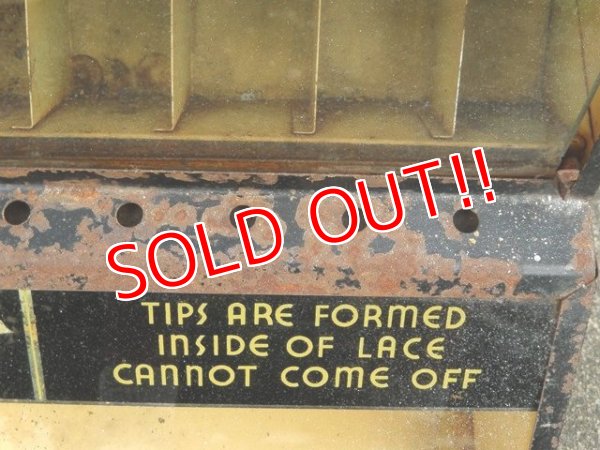 SOLD OUT!!
TIPS ARE FORMED
INSIDE OF LACE
CANNOT COME OFF